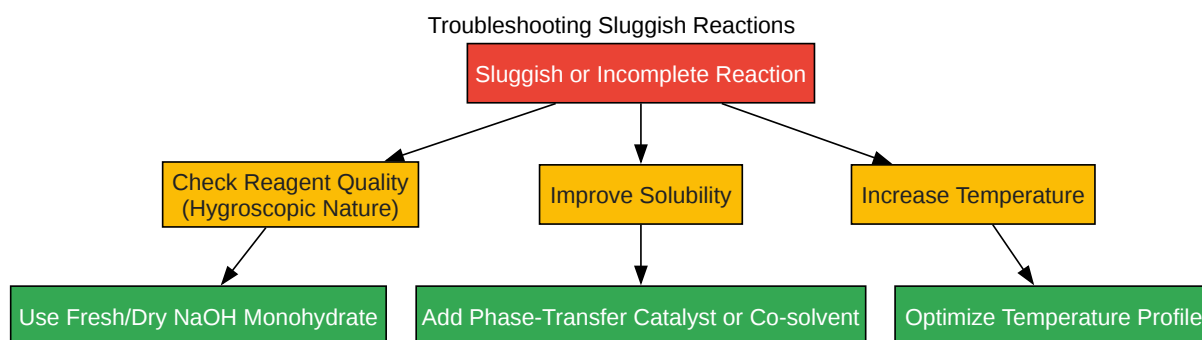 Troubleshooting Sluggish Reactions
Sluggish or Incomplete Reaction
Check Reagent Quality
(Hygroscopic Nature)
Improve Solubility
Increase Temperature
Use Fresh/Dry NaOH Monohydrate
Add Phase-Transfer Catalyst or Co-solvent
Optimize Temperature Profile